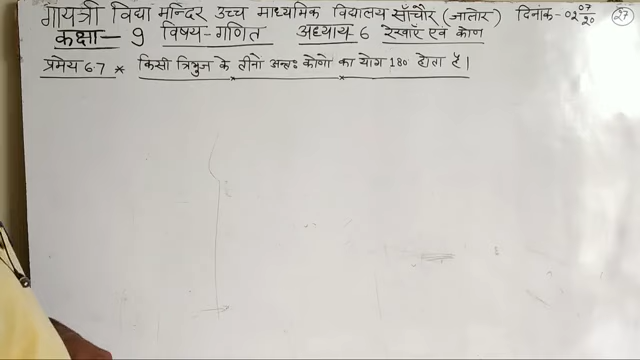 गायत्री विद्या मन्दिर उच्च माध्यमिक विद्यालय साँचौर (जालोर) दिनांक-02 07/20 (27)
कक्षा- 9 विषय-गणित अध्याय 6 रेखाएँ एवं कोण
प्रमेय 6.7 * किसी त्रिभुज के तीनो अन्तः कोणो का योग 180° होता है।